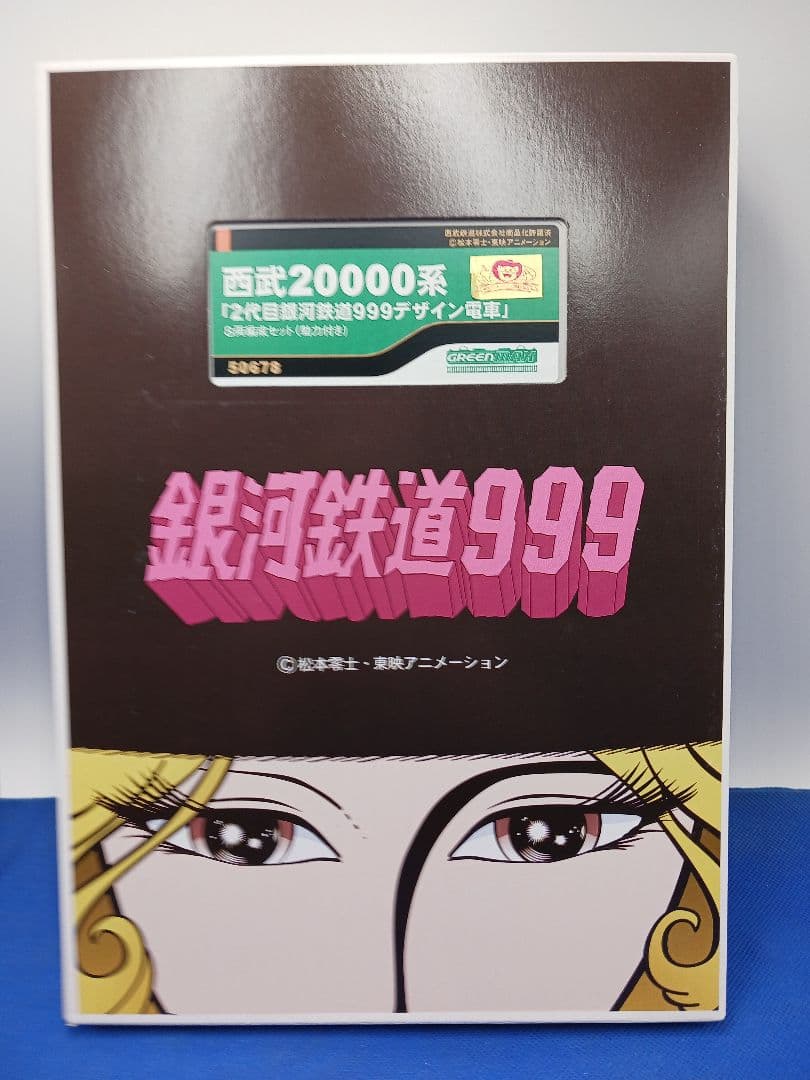 西武鉄道株式会社商品化許諾済
©松本零士・東映アニメーション
西武20000系
「2代目銀河鉄道999デザイン電車」
8両編成セット(動力付き)
50678
GREENMAX
銀河鉄道999
©松本零士・東映アニメーション